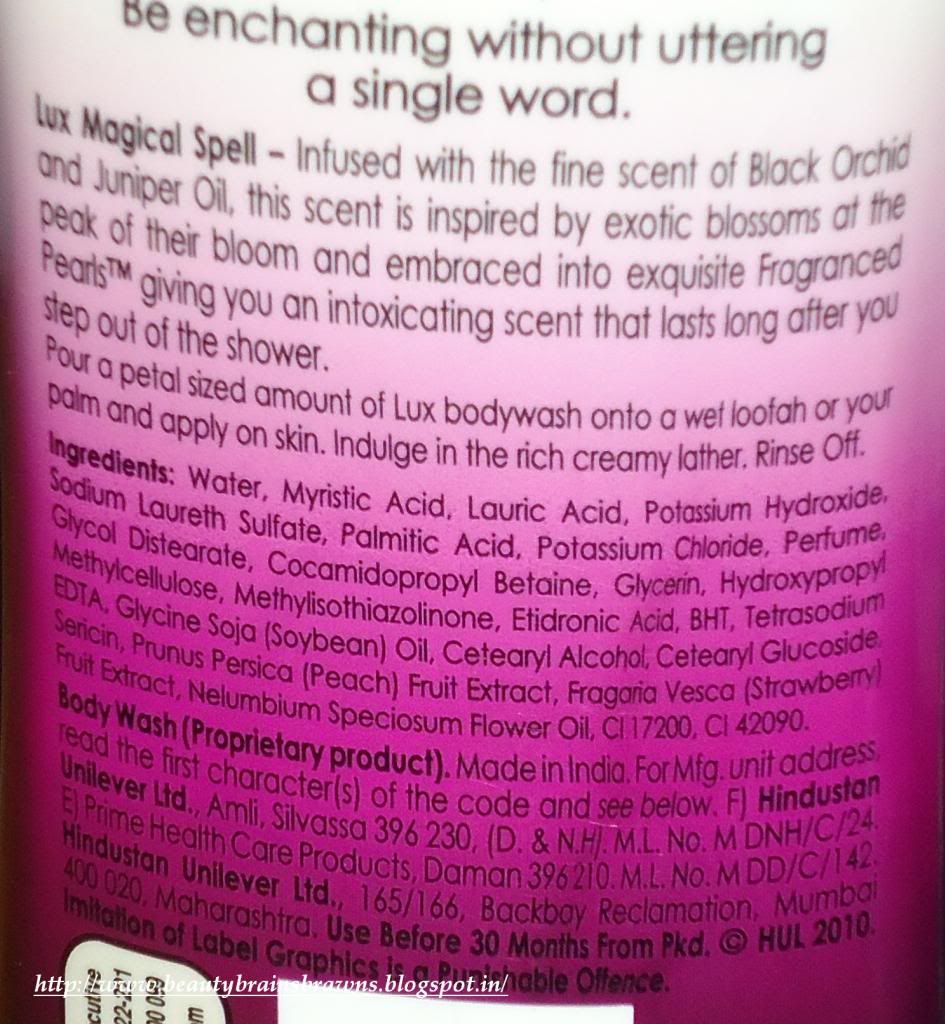 Be enchanting without uttering
a single word.
Lux Magical Spell – Infused with the fine scent of Black Orchid
and Juniper Oil, this scent is inspired by exotic blossoms at the
peak of their bloom and embraced into exquisite Fragranced
Pearls™ giving you an intoxicating scent that lasts long after you
step out of the shower.
Pour a petal sized amount of Lux bodywash onto a wet loofah or your
palm and apply on skin. Indulge in the rich creamy lather. Rinse Off.
Ingredients: Water, Myristic Acid, Lauric Acid, Potassium Hydroxide,
Sodium Laureth Sulfate, Palmitic Acid, Potassium Chloride, Perfume,
Glycol Distearate, Cocamidopropyl Betaine, Glycerin, Hydroxypropyl
Methylcellulose, Methylisothiazolinone, Etidronic Acid, BHT, Tetrasodium
EDTA, Glycine Soja (Soybean) Oil, Cetearyl Alcohol, Cetearyl Glucoside,
Sericin, Prunus Persica (Peach) Fruit Extract, Fragaria Vesca (Strawberry)
Fruit Extract, Nelumbium Speciosum Flower Oil, CI 17200, CI 42090.
Body Wash (Proprietary product). Made in India. For Mfg. unit address,
read the first character(s) of the code and see below. F) Hindustan
Unilever Ltd., Amli, Silvassa 396 230, (D. & N.H). M.L. No. M DNH/C/24.
E) Prime Health Care Products, Daman 396210. M.L. No. M DD/C/142.
Hindustan Unilever Ltd., 165/166, Backbay Reclamation, Mumbai
400 020, Maharashtra. Use Before 30 Months From Pkd. © HUL 2010.
Imitation of Label Graphics is a Punishable Offence.
http://www.beautybrainsbrawns.blogspot.in/